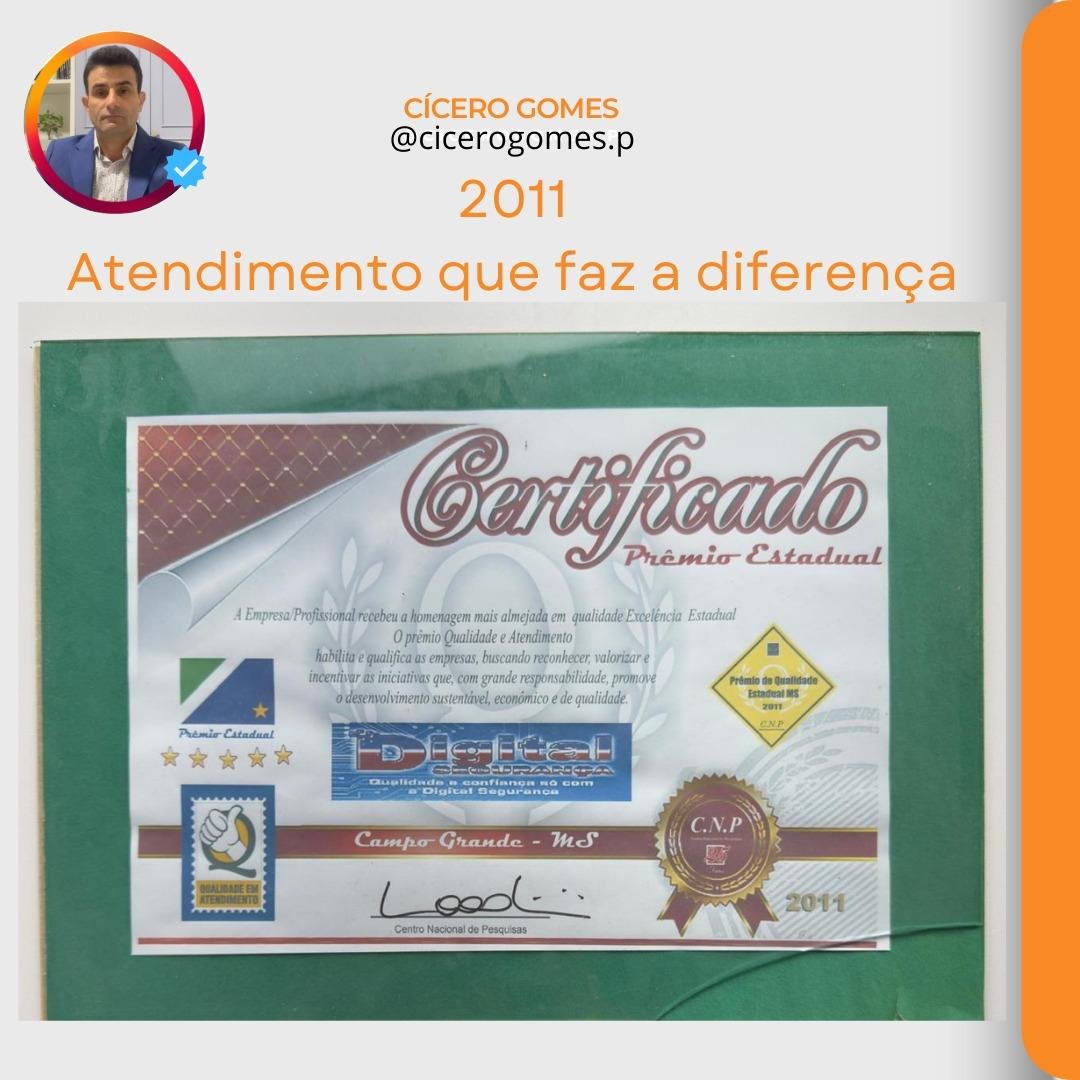 CÍCERO GOMES
@cicerogomes.p
2011
Atendimento que faz a diferença
Certificado
Prêmio Estadual
A Empresa/Profissional recebeu a homenagem mais almejada em qualidade Excelência Estadual
O prêmio Qualidade e Atendimento
habilita e qualifica as empresas, buscando reconhecer, valorizar e
incentivar as iniciativas que, com grande responsabilidade, promove
o desenvolvimento sustentável, econômico e de qualidade.
Prêmio Estadual
Prêmio de Qualidade
Estadual MS
2011
C.N.P
Digital
SEGURANÇA
Qualidade e confiança só com
a Digital Segurança
Campo Grande - MS
C.N.P
QUALIDADE EM
ATENDIMENTO
2011
Centro Nacional de Pesquisas